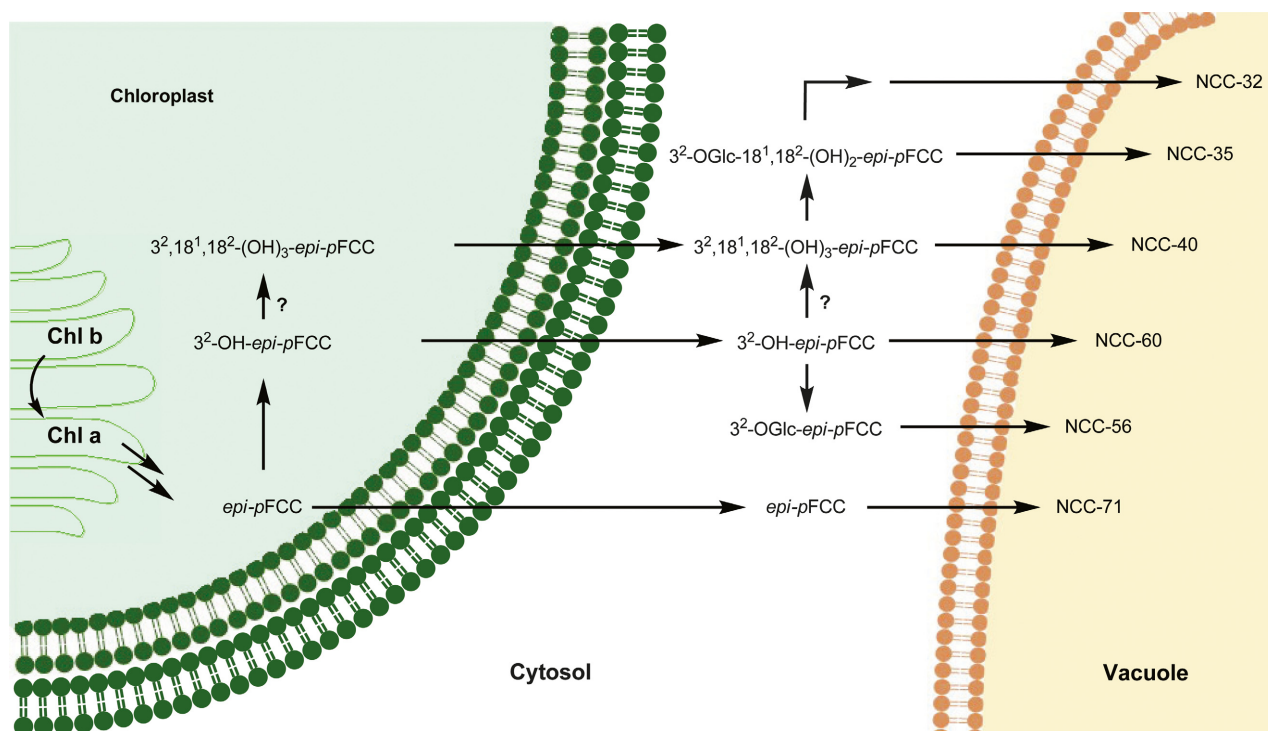 Chloroplast
NCC-32
3²-OGlc-18¹,18²-(OH)₂-epi-pFCC
NCC-35
3²,18¹,18²-(OH)₃-epi-pFCC
3²,18¹,18²-(OH)₃-epi-pFCC
NCC-40
?
?
Chl b
3²-OH-epi-pFCC
3²-OH-epi-pFCC
NCC-60
Chl a
3²-OGlc-epi-pFCC
NCC-56
epi-pFCC
epi-pFCC
NCC-71
Cytosol
Vacuole